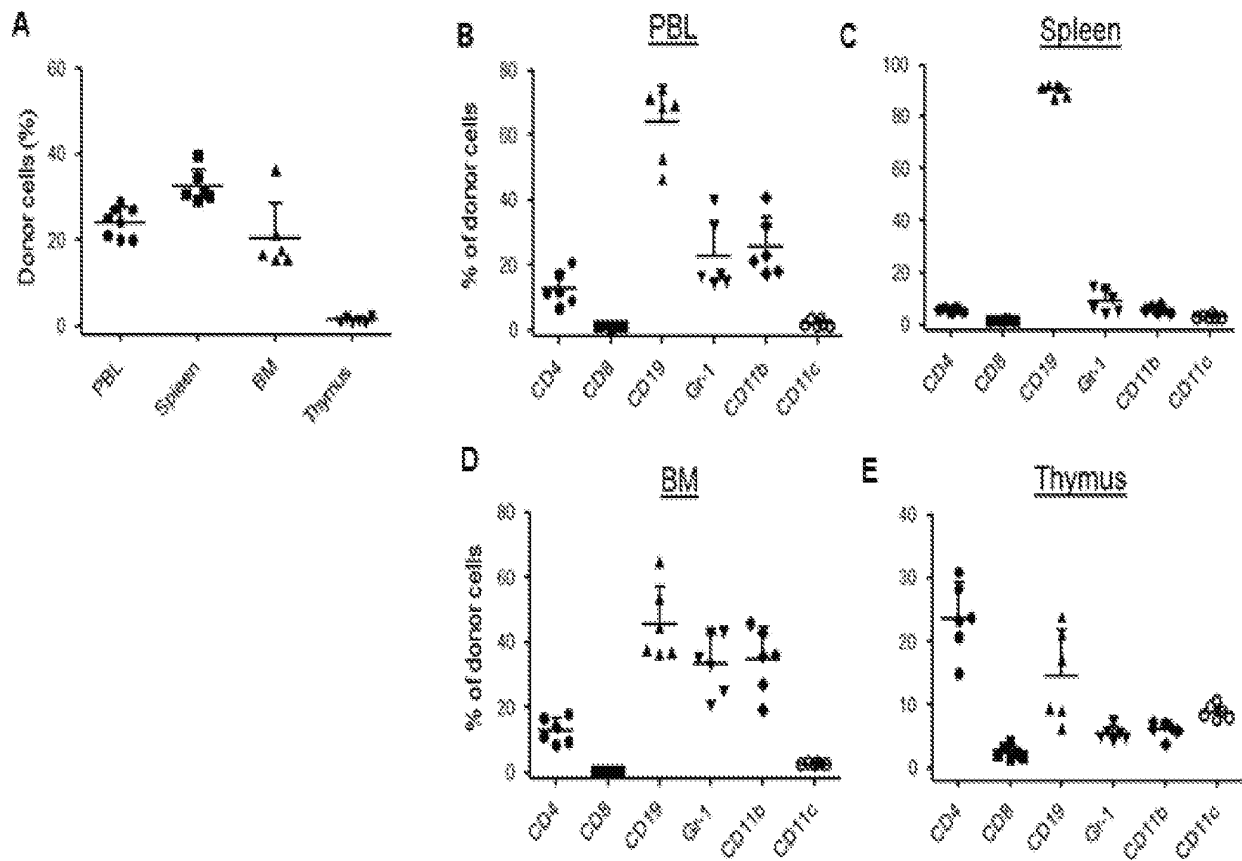 A
Donor cells (%)
60
40
20
0
PBL
Spleen
BM
Thymus
B
PBL
% of donor cells
80
60
40
20
0
CD4
CD8
CD19
Gr-1
CD11b
CD11c
C
Spleen
100
80
60
40
20
0
CD4
CD8
CD19
Gr-1
CD11b
CD11c
D
BM
% of donor cells
80
60
40
20
0
CD4
CD8
CD19
Gr-1
CD11b
CD11c
E
Thymus
40
30
20
10
0
CD4
CD8
CD19
Gr-1
CD11b
CD11c